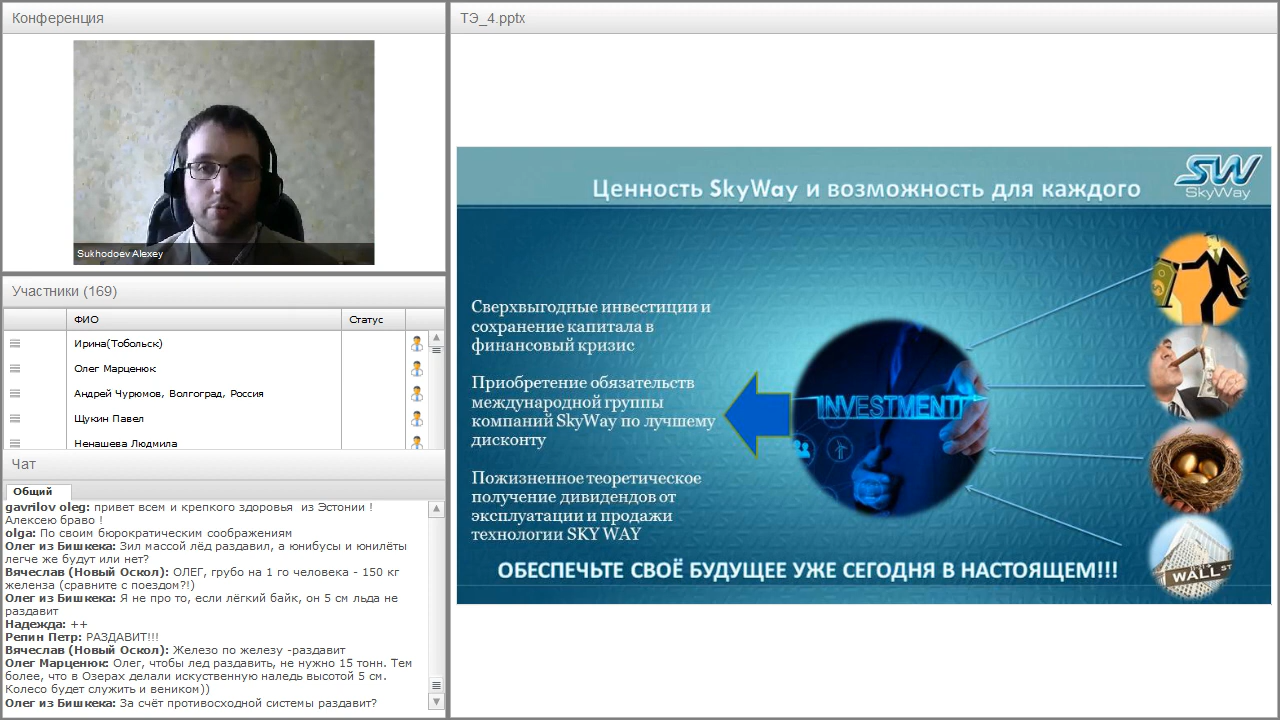 Конференция
Sukhodoev Alexey
Участники (169)
ФИО
Статус
Ирина(Тобольск)
Олег Марценюк
Андрей Чурюмов, Волгоград, Россия
Щукин Павел
Ненашева Людмила
Чат
Общий
gavrilov oleg: привет всем и крепкого здоровья из Эстонии !
Алексею браво !
olga: По своим бюрократическим соображениям
Олег из Бишкека: Зил массой лёд раздавил, а юнибусы и юнилёты
легче же будут или нет?
Вячеслав (Новый Оскол): ОЛЕГ, грубо на 1 го человека - 150 кг
железа (сравните с поездом?!)
Олег из Бишкека: Я не про то, если лёгкий байк, он 5 см льда не
раздавит
Надежда: ++
Репин Петр: РАЗДАВИТ!!!
Вячеслав (Новый Оскол): Железо по железу -раздавит
Олег Марценюк: Олег, чтобы лед раздавить, не нужно 15 тонн. Тем
более, что в Озерах делали искуственную наледь высотой 5 см.
Колесо будет служить и веником))
Олег из Бишкека: За счёт противосходной системы раздавит?
ТЭ_4.pptx
Ценность SkyWay и возможность для каждого
SW
SkyWay
Сверхвыгодные инвестиции и
сохранение капитала в
финансовый кризис
Приобретение обязательств
международной группы
компаний SkyWay по лучшему
дисконту
Пожизненное теоретическое
получение дивидендов от
эксплуатации и продажи
технологии SKY WAY
INVESTMENT
WALL ST
ОБЕСПЕЧЬТЕ СВОЁ БУДУЩЕЕ УЖЕ СЕГОДНЯ В НАСТОЯЩЕМ!!!